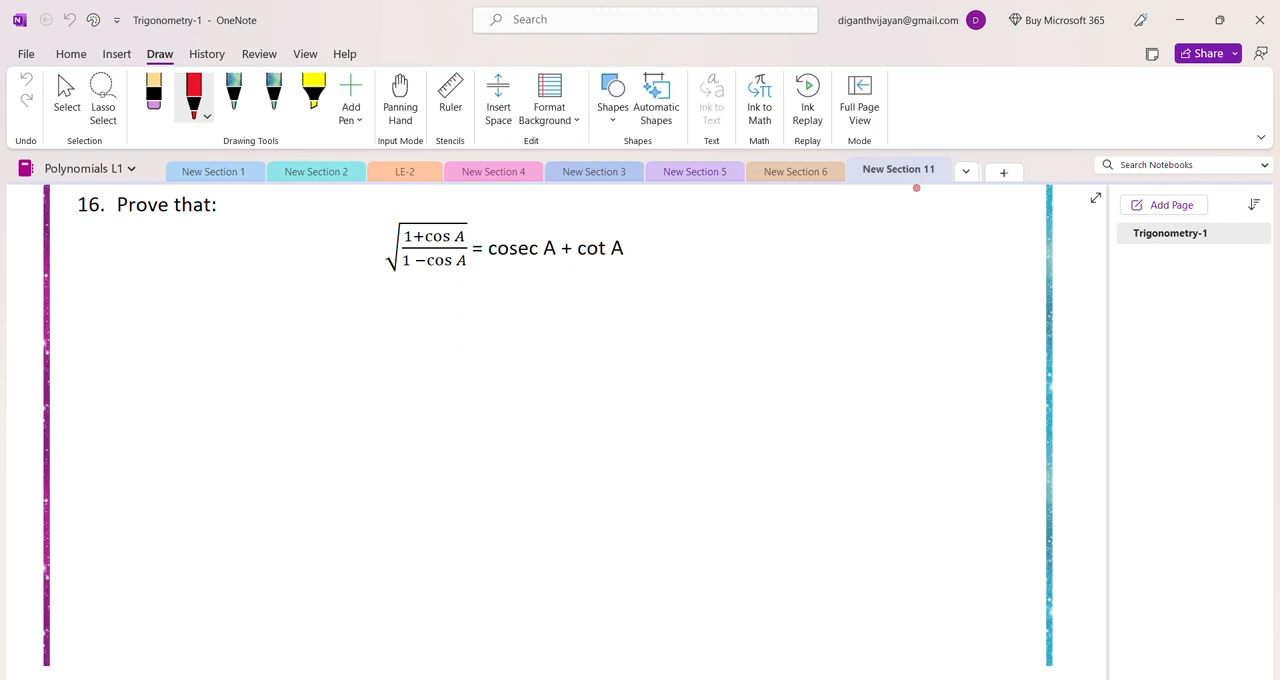 Trigonometry-1 - OneNote
Search
diganthvijayan@gmail.com
D
Buy Microsoft 365
File Home Insert Draw History Review View Help
Share
Undo
Select
Lasso Select
Selection
Drawing Tools
Add Pen
Panning Hand
Input Mode
Ruler
Stencils
Insert Space
Format Background
Edit
Shapes
Automatic Shapes
Shapes
Ink to Text
Text
Ink to Math
Math
Ink Replay
Replay
Full Page View
Mode
Polynomials L1
New Section 1
New Section 2
LE-2
New Section 4
New Section 3
New Section 5
New Section 6
New Section 11
Search Notebooks
Add Page
Trigonometry-1
16. Prove that:
√((1+cos A)/(1−cos A)) = cosec A + cot A